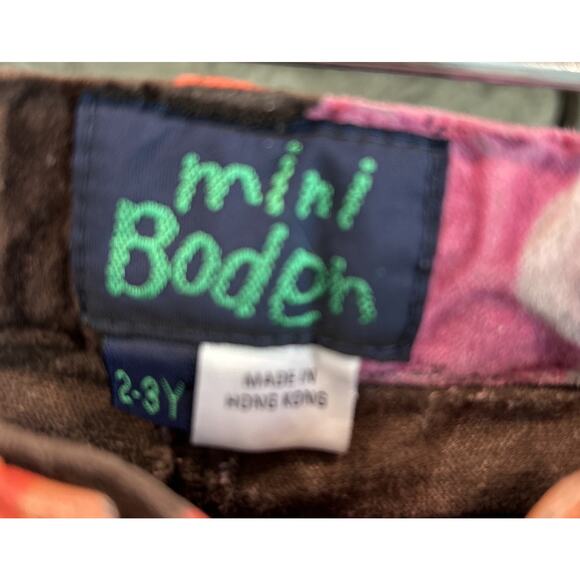 mini
Boden
2-3Y
MADE IN
HONG KONG